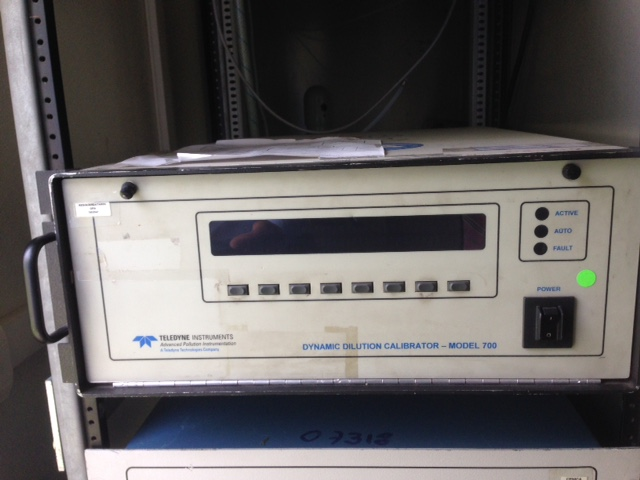 ACTIVE
AUTO
FAULT
POWER
TELEDYNE INSTRUMENTS
Advanced Pollution Instrumentation
A Teledyne Technologies Company
DYNAMIC DILUTION CALIBRATOR – MODEL 700
07318